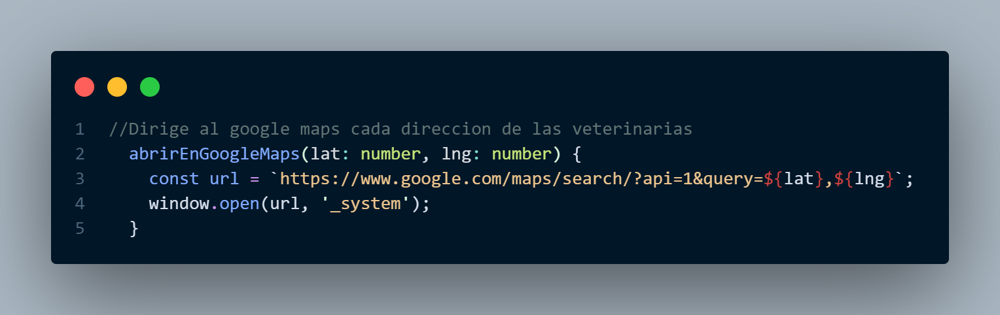 1 //Dirige al google maps cada direccion de las veterinarias
2 abrirEnGoogleMaps(lat: number, lng: number) {
3 const url = `https://www.google.com/maps/search/?api=1&query=${lat},${lng}`;
4 window.open(url, '_system');
5 }